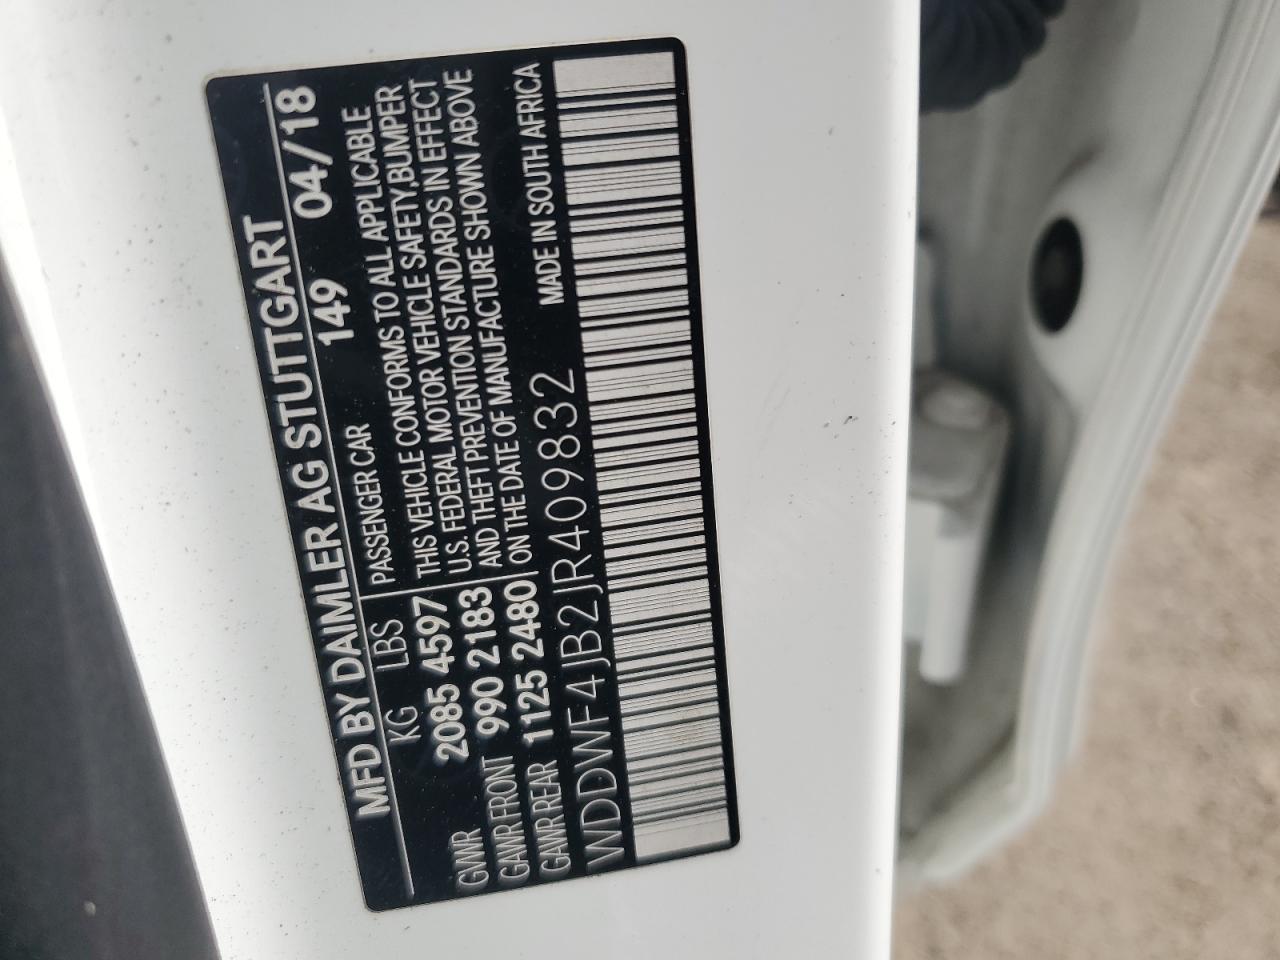 MFD BY DAIMLER AG STUTTGART
149 04/18
KG LBS
GVWR 2085 4597
GAWR FRONT 990 2183
GAWR REAR 1125 2480
PASSENGER CAR
THIS VEHICLE CONFORMS TO ALL APPLICABLE
U.S. FEDERAL MOTOR VEHICLE SAFETY,BUMPER
AND THEFT PREVENTION STANDARDS IN EFFECT
ON THE DATE OF MANUFACTURE SHOWN ABOVE
WDDWF4JB2JR409832 MADE IN SOUTH AFRICA